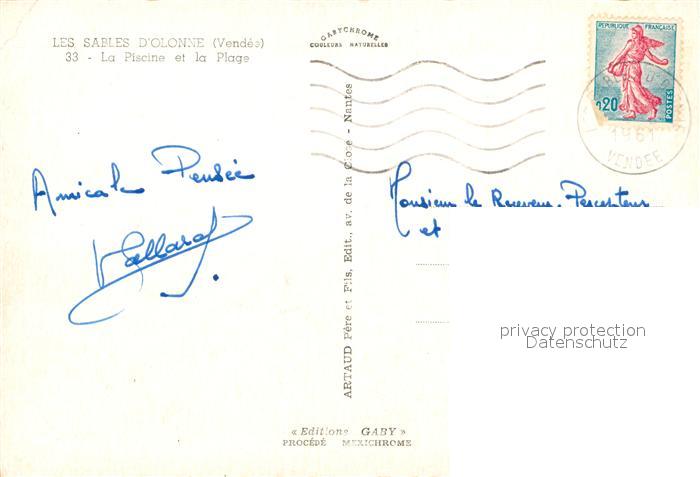 LES SABLES D'OLONNE (Vendée)
33 - La Piscine et la Plage
GABYCHROME
COULEURS NATURELLES
REPUBLIQUE FRANÇAISE
0,20
POSTES
1961
VENDEE
Amicale Pensée
Monsieur le Receveur-Percepteur
et
ARTAUD Père et Fils, Edit., av. de la Gloire - Nantes
privacy protection
Datenschutz
« Editions GABY »
PROCÉDÉ MEXICHROME